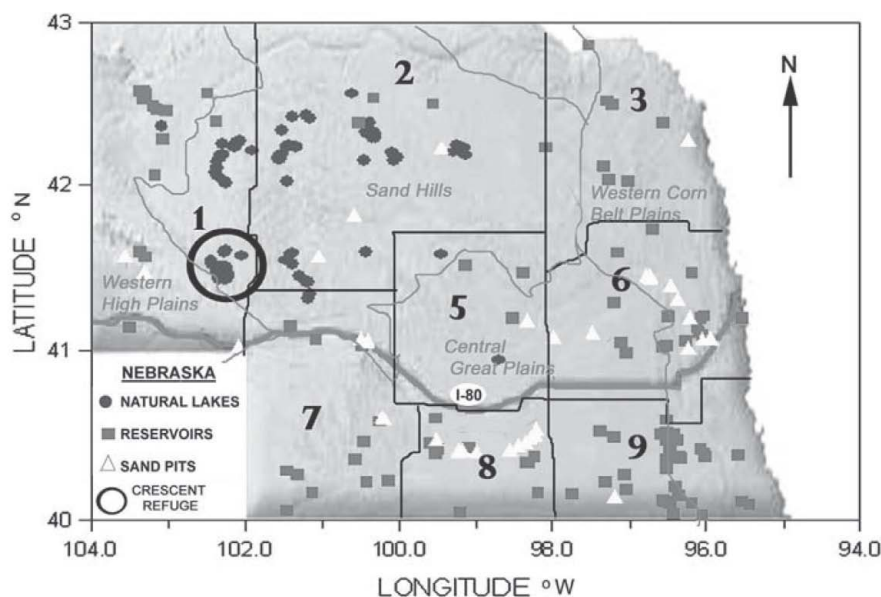 43
42
41
40
LATITUDE °N
104.0 102.0 100.0 98.0 96.0 94.0
LONGITUDE °W
N
1
2
3
5
6
7
8
9
Sand Hills
Western Corn
Belt Plains
Western
High Plains
Central
Great Plains
I-80
NEBRASKA
NATURAL LAKES
RESERVOIRS
SAND PITS
CRESCENT
REFUGE